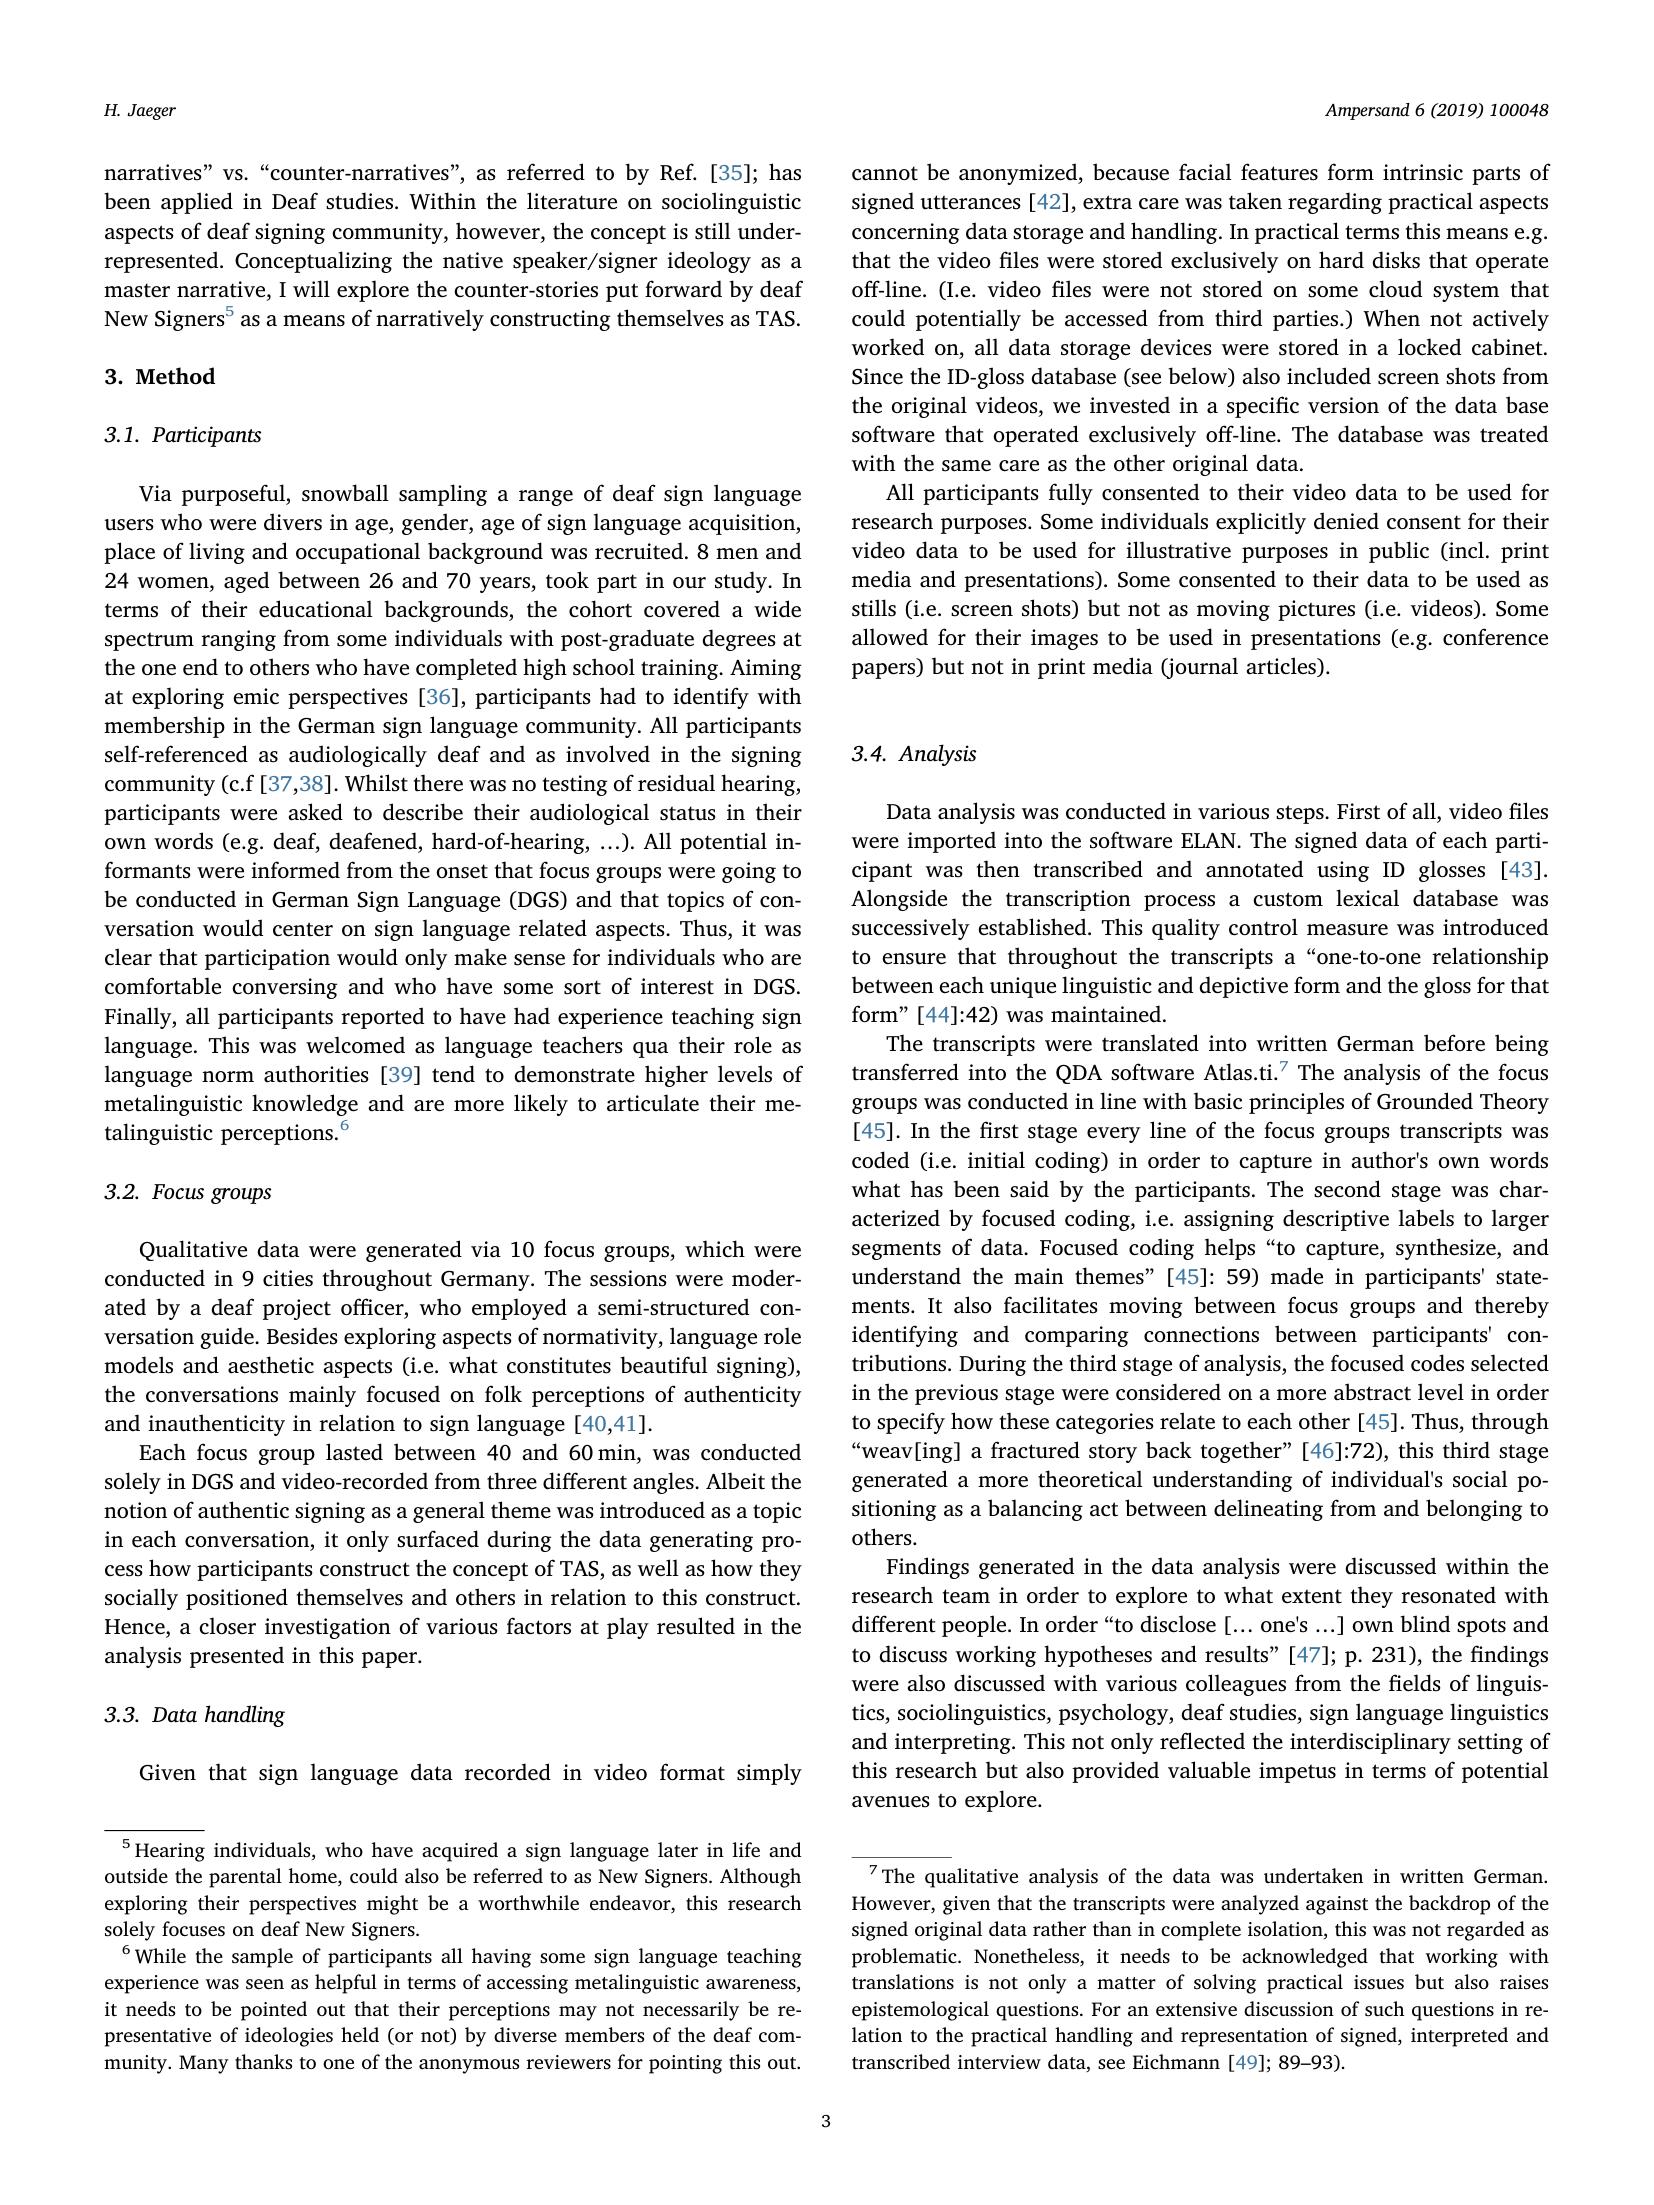 H. Jaeger
Ampersand 6 (2019) 100048
narratives” vs. “counter-narratives”, as referred to by Ref. [35]; has
been applied in Deaf studies. Within the literature on sociolinguistic
aspects of deaf signing community, however, the concept is still under-
represented. Conceptualizing the native speaker/signer ideology as a
master narrative, I will explore the counter-stories put forward by deaf
New Signers5 as a means of narratively constructing themselves as TAS.
3. Method
3.1. Participants
Via purposeful, snowball sampling a range of deaf sign language
users who were divers in age, gender, age of sign language acquisition,
place of living and occupational background was recruited. 8 men and
24 women, aged between 26 and 70 years, took part in our study. In
terms of their educational backgrounds, the cohort covered a wide
spectrum ranging from some individuals with post-graduate degrees at
the one end to others who have completed high school training. Aiming
at exploring emic perspectives [36], participants had to identify with
membership in the German sign language community. All participants
self-referenced as audiologically deaf and as involved in the signing
community (c.f [37,38]. Whilst there was no testing of residual hearing,
participants were asked to describe their audiological status in their
own words (e.g. deaf, deafened, hard-of-hearing, …). All potential in-
formants were informed from the onset that focus groups were going to
be conducted in German Sign Language (DGS) and that topics of con-
versation would center on sign language related aspects. Thus, it was
clear that participation would only make sense for individuals who are
comfortable conversing and who have some sort of interest in DGS.
Finally, all participants reported to have had experience teaching sign
language. This was welcomed as language teachers qua their role as
language norm authorities [39] tend to demonstrate higher levels of
metalinguistic knowledge and are more likely to articulate their me-
talinguistic perceptions.6
3.2. Focus groups
Qualitative data were generated via 10 focus groups, which were
conducted in 9 cities throughout Germany. The sessions were moder-
ated by a deaf project officer, who employed a semi-structured con-
versation guide. Besides exploring aspects of normativity, language role
models and aesthetic aspects (i.e. what constitutes beautiful signing),
the conversations mainly focused on folk perceptions of authenticity
and inauthenticity in relation to sign language [40,41].
Each focus group lasted between 40 and 60 min, was conducted
solely in DGS and video-recorded from three different angles. Albeit the
notion of authentic signing as a general theme was introduced as a topic
in each conversation, it only surfaced during the data generating pro-
cess how participants construct the concept of TAS, as well as how they
socially positioned themselves and others in relation to this construct.
Hence, a closer investigation of various factors at play resulted in the
analysis presented in this paper.
3.3. Data handling
Given that sign language data recorded in video format simply
5 Hearing individuals, who have acquired a sign language later in life and
outside the parental home, could also be referred to as New Signers. Although
exploring their perspectives might be a worthwhile endeavor, this research
solely focuses on deaf New Signers.
6 While the sample of participants all having some sign language teaching
experience was seen as helpful in terms of accessing metalinguistic awareness,
it needs to be pointed out that their perceptions may not necessarily be re-
presentative of ideologies held (or not) by diverse members of the deaf com-
munity. Many thanks to one of the anonymous reviewers for pointing this out.
cannot be anonymized, because facial features form intrinsic parts of
signed utterances [42], extra care was taken regarding practical aspects
concerning data storage and handling. In practical terms this means e.g.
that the video files were stored exclusively on hard disks that operate
off-line. (I.e. video files were not stored on some cloud system that
could potentially be accessed from third parties.) When not actively
worked on, all data storage devices were stored in a locked cabinet.
Since the ID-gloss database (see below) also included screen shots from
the original videos, we invested in a specific version of the data base
software that operated exclusively off-line. The database was treated
with the same care as the other original data.
All participants fully consented to their video data to be used for
research purposes. Some individuals explicitly denied consent for their
video data to be used for illustrative purposes in public (incl. print
media and presentations). Some consented to their data to be used as
stills (i.e. screen shots) but not as moving pictures (i.e. videos). Some
allowed for their images to be used in presentations (e.g. conference
papers) but not in print media (journal articles).
3.4. Analysis
Data analysis was conducted in various steps. First of all, video files
were imported into the software ELAN. The signed data of each parti-
cipant was then transcribed and annotated using ID glosses [43].
Alongside the transcription process a custom lexical database was
successively established. This quality control measure was introduced
to ensure that throughout the transcripts a “one-to-one relationship
between each unique linguistic and depictive form and the gloss for that
form” [44]:42) was maintained.
The transcripts were translated into written German before being
transferred into the QDA software Atlas.ti.7 The analysis of the focus
groups was conducted in line with basic principles of Grounded Theory
[45]. In the first stage every line of the focus groups transcripts was
coded (i.e. initial coding) in order to capture in author's own words
what has been said by the participants. The second stage was char-
acterized by focused coding, i.e. assigning descriptive labels to larger
segments of data. Focused coding helps “to capture, synthesize, and
understand the main themes” [45]: 59) made in participants' state-
ments. It also facilitates moving between focus groups and thereby
identifying and comparing connections between participants' con-
tributions. During the third stage of analysis, the focused codes selected
in the previous stage were considered on a more abstract level in order
to specify how these categories relate to each other [45]. Thus, through
“weav[ing] a fractured story back together” [46]:72), this third stage
generated a more theoretical understanding of individual's social po-
sitioning as a balancing act between delineating from and belonging to
others.
Findings generated in the data analysis were discussed within the
research team in order to explore to what extent they resonated with
different people. In order “to disclose [… one's …] own blind spots and
to discuss working hypotheses and results” [47]; p. 231), the findings
were also discussed with various colleagues from the fields of linguis-
tics, sociolinguistics, psychology, deaf studies, sign language linguistics
and interpreting. This not only reflected the interdisciplinary setting of
this research but also provided valuable impetus in terms of potential
avenues to explore.
7 The qualitative analysis of the data was undertaken in written German.
However, given that the transcripts were analyzed against the backdrop of the
signed original data rather than in complete isolation, this was not regarded as
problematic. Nonetheless, it needs to be acknowledged that working with
translations is not only a matter of solving practical issues but also raises
epistemological questions. For an extensive discussion of such questions in re-
lation to the practical handling and representation of signed, interpreted and
transcribed interview data, see Eichmann [49]; 89–93).
3